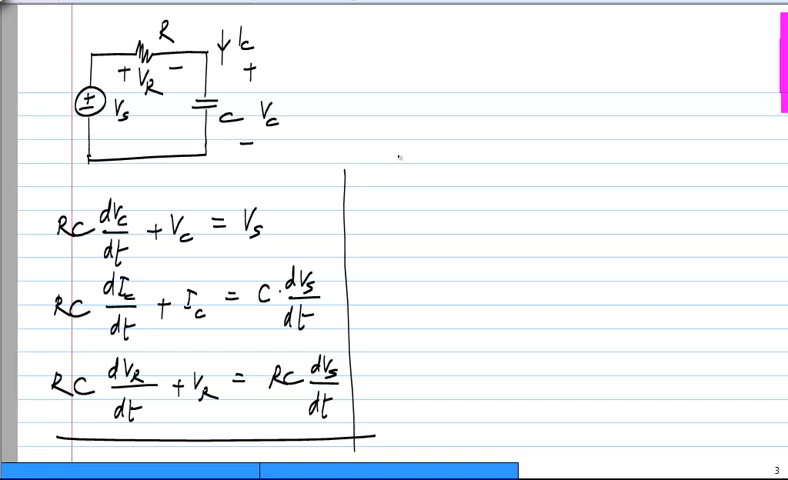 R
I_c
+ V_R −
+
± V_s
C V_c
−
RC dV_c/dt + V_c = V_s
RC dI_c/dt + I_c = C · dV_s/dt
RC dV_R/dt + V_R = RC dV_s/dt
3